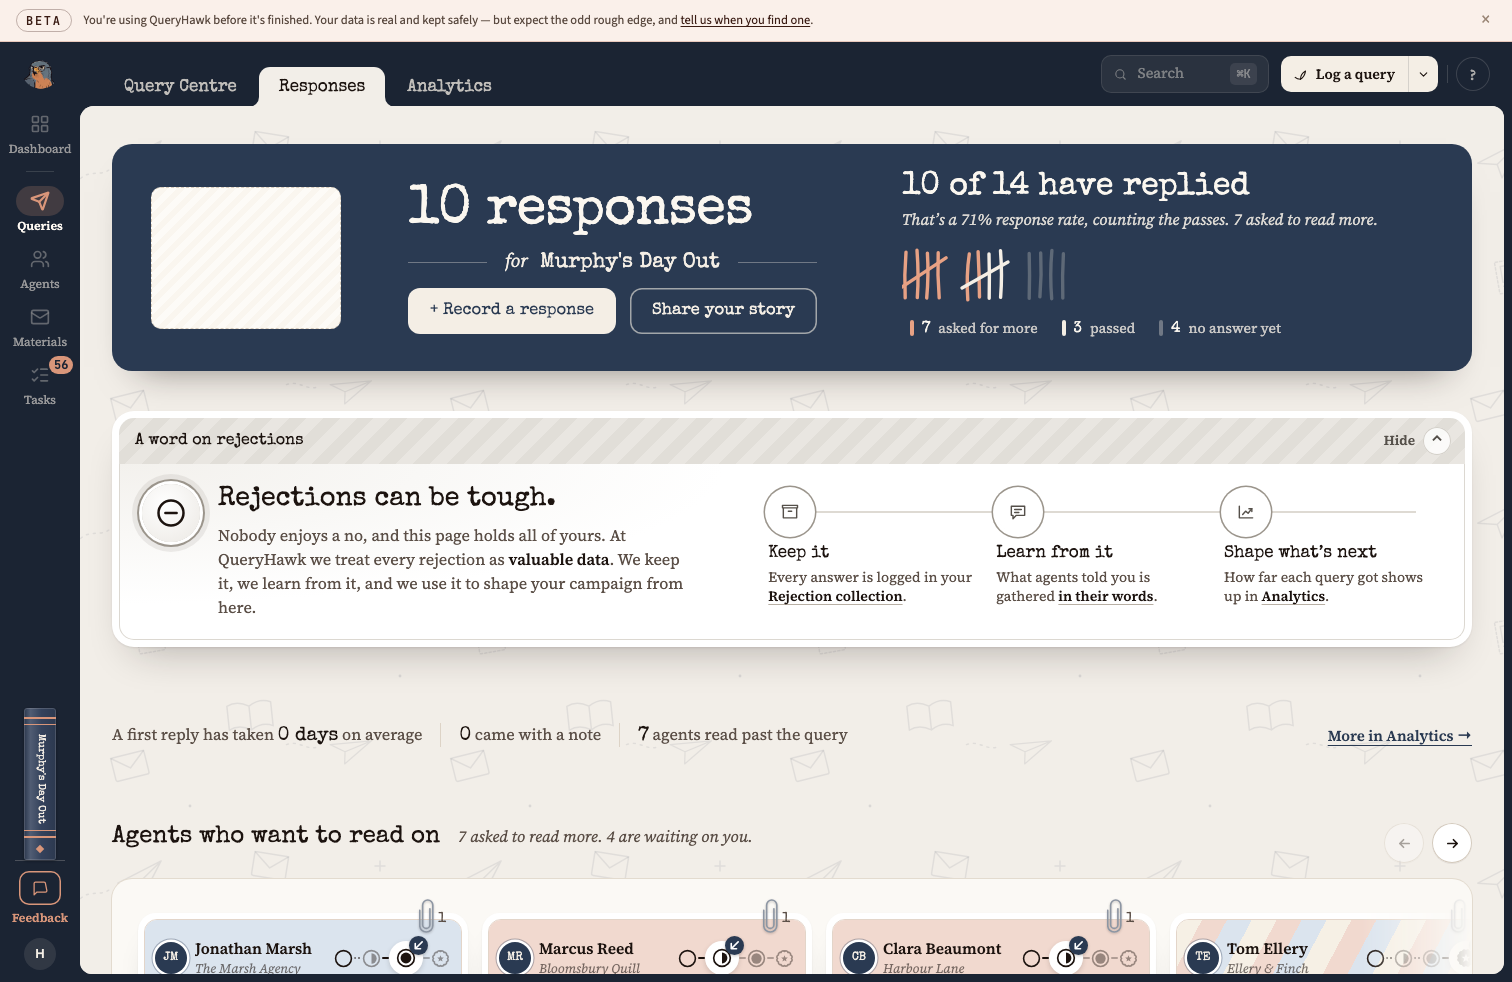 BETA
You're using QueryHawk before it's finished. Your data is real and kept safely — but expect the odd rough edge, and tell us when you find one.
×
Query Centre
Responses
Analytics
Search
⌘K
Log a query
?
Dashboard
Queries
Agents
Materials
56
Tasks
Murphy's Day Out
Feedback
H
10 responses
for Murphy's Day Out
+ Record a response
Share your story
10 of 14 have replied
That's a 71% response rate, counting the passes. 7 asked to read more.
7 asked for more
3 passed
4 no answer yet
A word on rejections
Hide
Rejections can be tough.
Nobody enjoys a no, and this page holds all of yours. At
QueryHawk we treat every rejection as valuable data. We keep
it, we learn from it, and we use it to shape your campaign from
here.
Keep it
Every answer is logged in your
Rejection collection.
Learn from it
What agents told you is
gathered in their words.
Shape what's next
How far each query got shows
up in Analytics.
A first reply has taken 0 days on average
0 came with a note
7 agents read past the query
More in Analytics →
Agents who want to read on
7 asked to read more. 4 are waiting on you.
← →
1
JM
Jonathan Marsh
The Marsh Agency
1
MR
Marcus Reed
Bloomsbury Quill
1
CB
Clara Beaumont
Harbour Lane
TE
Tom Ellery
Ellery & Finch